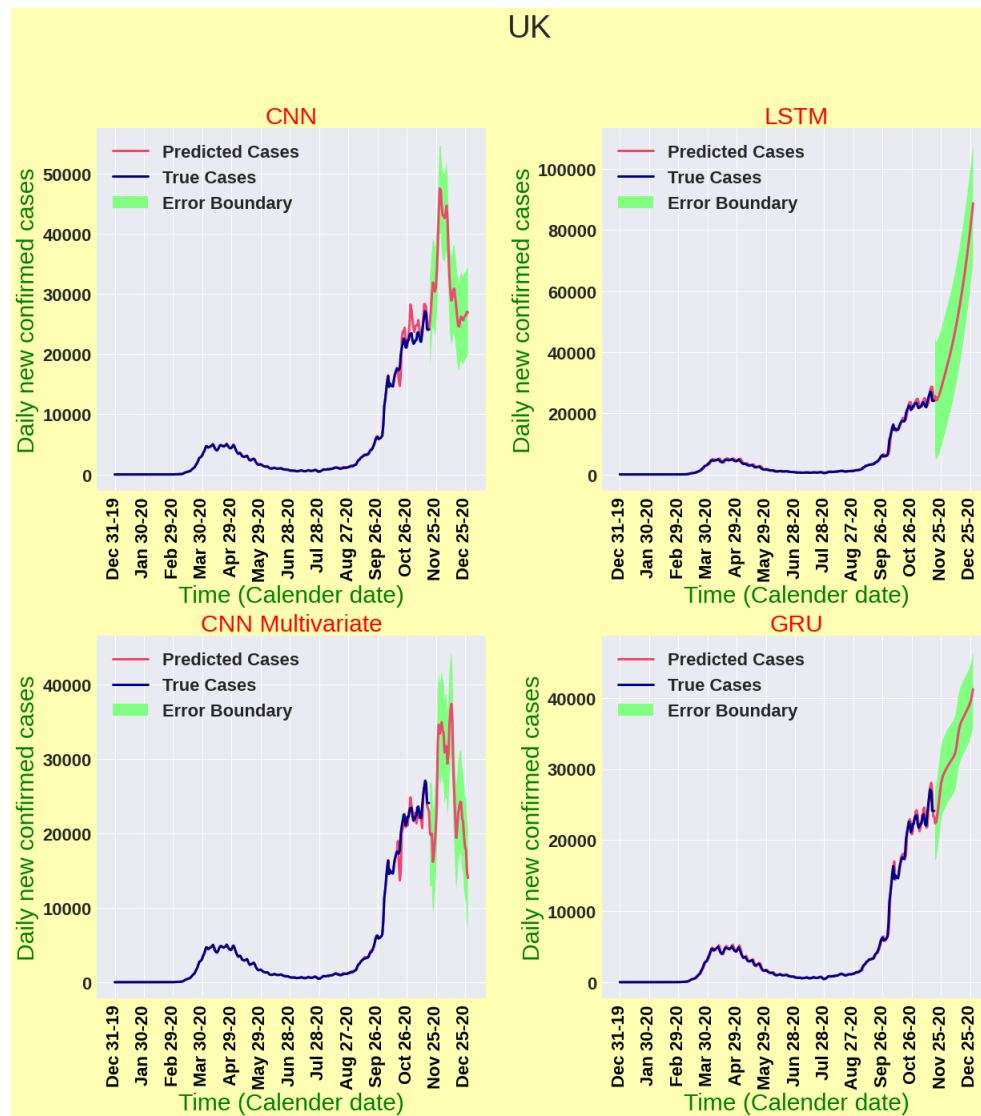 UK
CNN
Daily new confirmed cases
Predicted Cases
True Cases
Error Boundary
50000
40000
30000
20000
10000
0
Dec 31-19
Jan 30-20
Feb 29-20
Mar 30-20
Apr 29-20
May 29-20
Jun 28-20
Jul 28-20
Aug 27-20
Sep 26-20
Oct 26-20
Nov 25-20
Dec 25-20
Time (Calender date)
LSTM
Daily new confirmed cases
Predicted Cases
True Cases
Error Boundary
100000
80000
60000
40000
20000
0
Dec 31-19
Jan 30-20
Feb 29-20
Mar 30-20
Apr 29-20
May 29-20
Jun 28-20
Jul 28-20
Aug 27-20
Sep 26-20
Oct 26-20
Nov 25-20
Dec 25-20
Time (Calender date)
CNN Multivariate
Daily new confirmed cases
Predicted Cases
True Cases
Error Boundary
40000
30000
20000
10000
0
Dec 31-19
Jan 30-20
Feb 29-20
Mar 30-20
Apr 29-20
May 29-20
Jun 28-20
Jul 28-20
Aug 27-20
Sep 26-20
Oct 26-20
Nov 25-20
Dec 25-20
Time (Calender date)
GRU
Daily new confirmed cases
Predicted Cases
True Cases
Error Boundary
40000
30000
20000
10000
0
Dec 31-19
Jan 30-20
Feb 29-20
Mar 30-20
Apr 29-20
May 29-20
Jun 28-20
Jul 28-20
Aug 27-20
Sep 26-20
Oct 26-20
Nov 25-20
Dec 25-20
Time (Calender date)